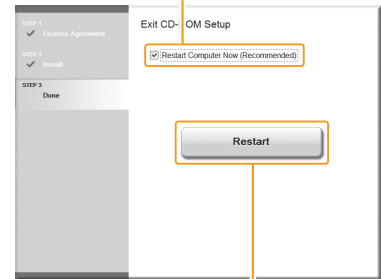 STEP 1
License Agreement
STEP 2
Install
STEP 3
Done
Exit CD- OM Setup
Restart Computer Now (Recommended)
Restart